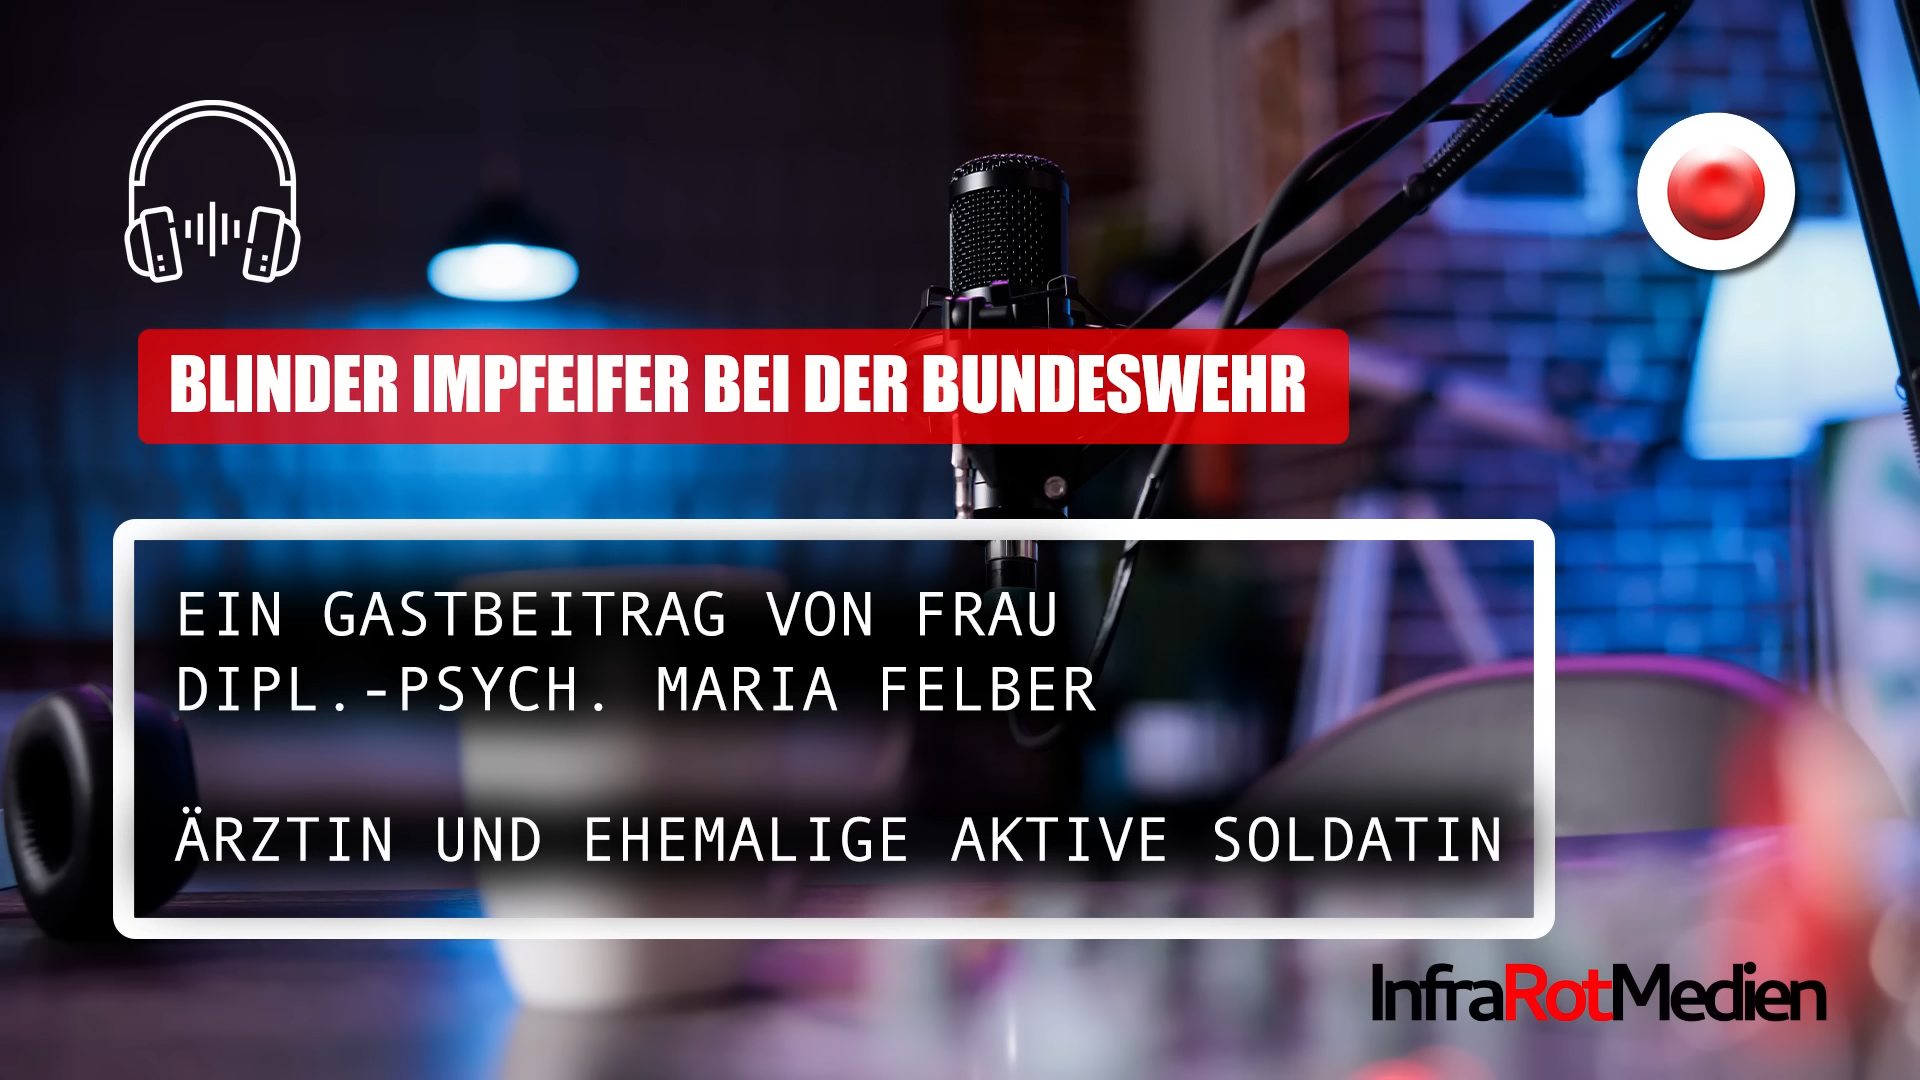 BLINDER IMPFEIFER BEI DER BUNDESWEHR
EIN GASTBEITRAG VON FRAU
DIPL.-PSYCH. MARIA FELBER
ÄRZTIN UND EHEMALIGE AKTIVE SOLDATIN
InfraRotMedien